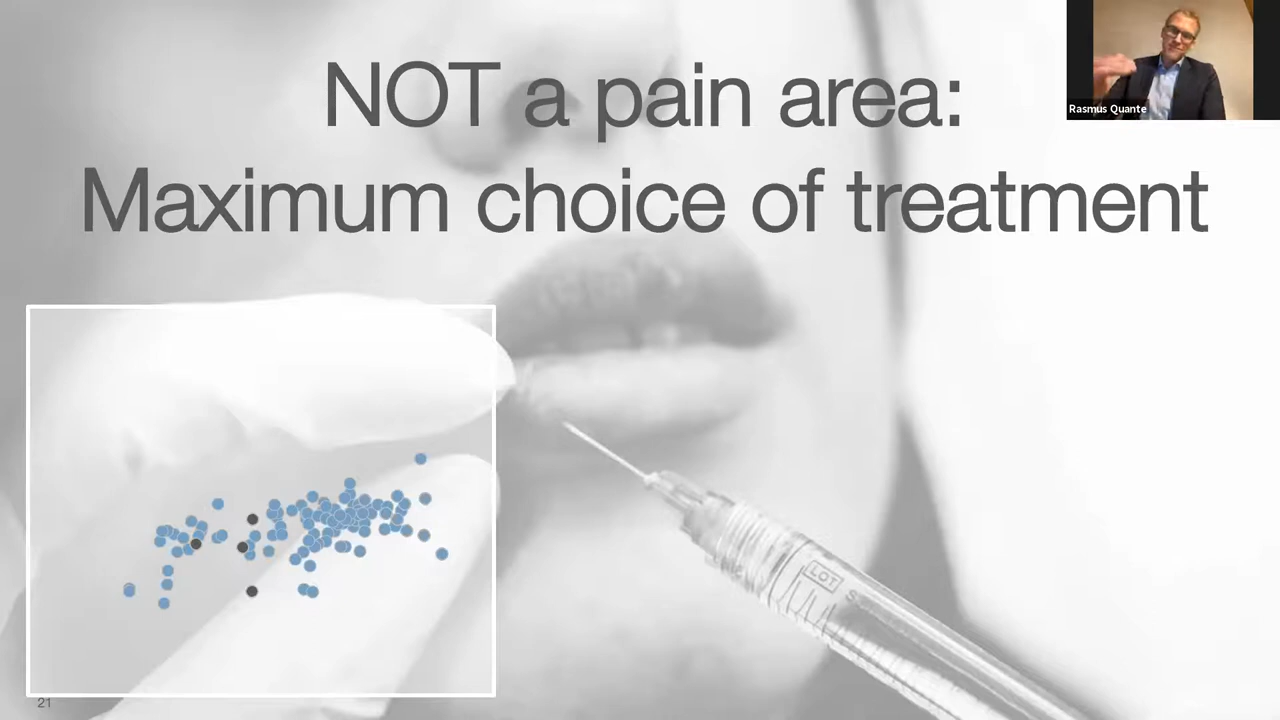 NOT a pain area:
Maximum choice of treatment
Rasmus Quante
LOT
21